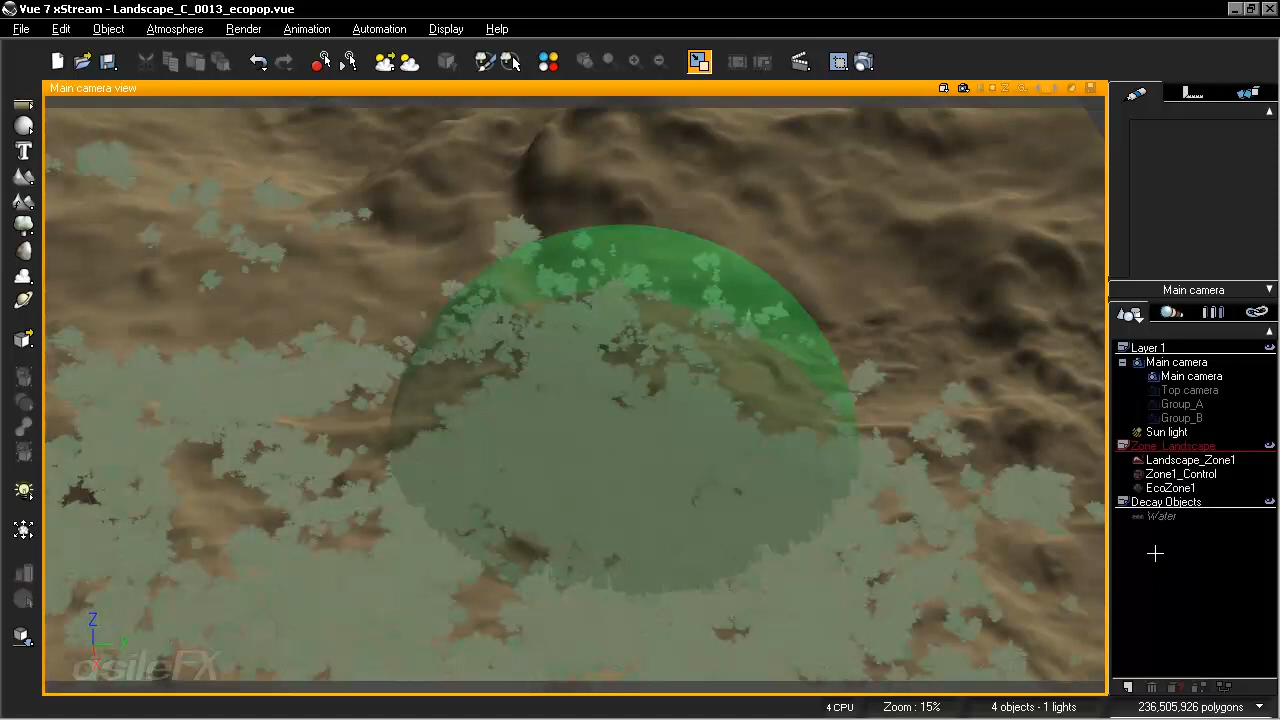 Vue 7 xStream - Landscape_C_0013_ecopop.vue
File Edit Object Atmosphere Render Animation Automation Display Help
Main camera view
Main camera
Layer 1
Main camera
Main camera
Top camera
Group_A
Group_B
Sun light
Zone_Landscape
Landscape_Zone1
Zone1_Control
EcoZone1
Decay Objects
Water
Z
Y
X
asileFX
4 CPU Zoom : 15% 4 objects - 1 lights 236,505,926 polygons